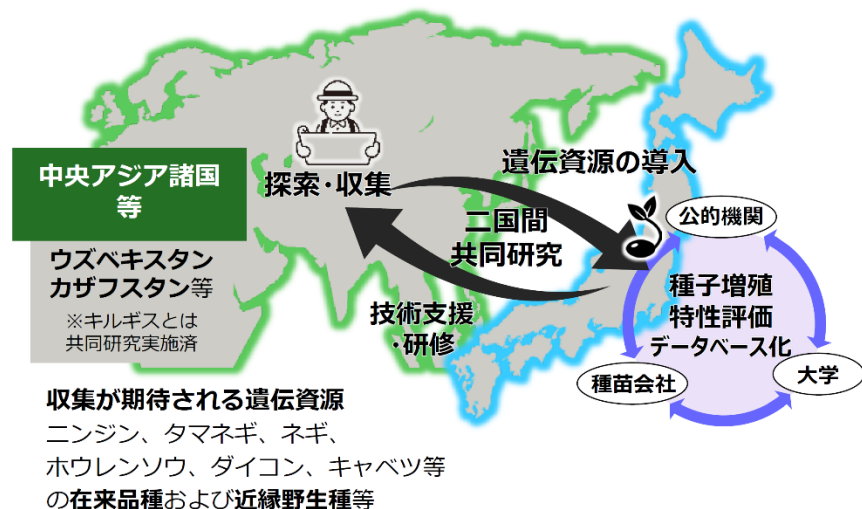 中央アジア諸国
等
ウズベキスタン
カザフスタン等
※キルギスとは
共同研究実施済
探索・収集
遺伝資源の導入
二国間
共同研究
技術支援
・研修
公的機関
種子増殖
特性評価
データベース化
種苗会社
大学
収集が期待される遺伝資源
ニンジン、タマネギ、ネギ、
ホウレンソウ、ダイコン、キャベツ等
の在来品種および近縁野生種等